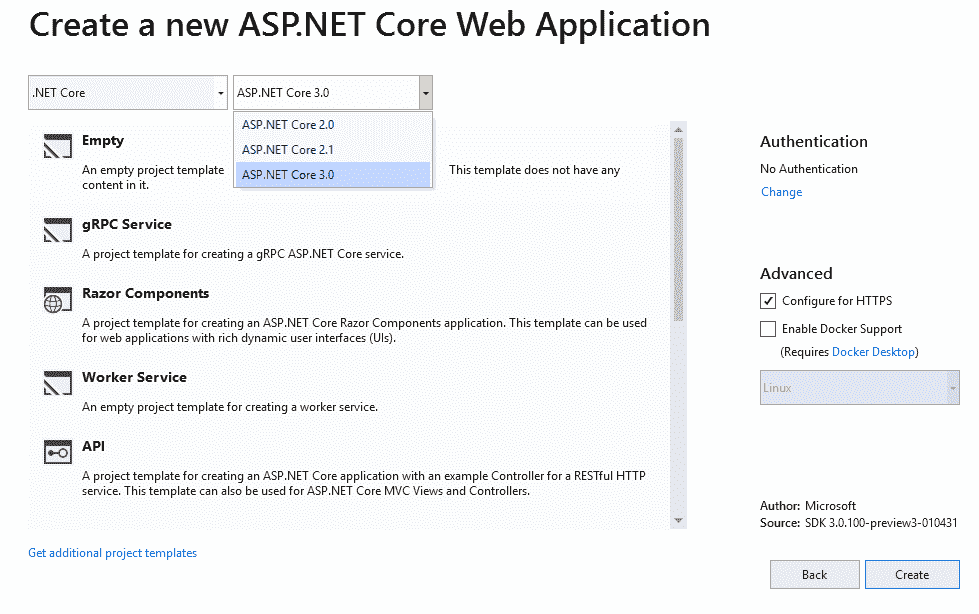 Create a new ASP.NET Core Web Application
.NET Core
ASP.NET Core 3.0
ASP.NET Core 2.0
ASP.NET Core 2.1
ASP.NET Core 3.0
Empty
An empty project template
This template does not have any
content in it.
gRPC Service
A project template for creating a gRPC ASP.NET Core service.
Razor Components
A project template for creating an ASP.NET Core Razor Components application. This template can be used
for web applications with rich dynamic user interfaces (UIs).
Worker Service
An empty project template for creating a worker service.
API
A project template for creating an ASP.NET Core application with an example Controller for a RESTful HTTP
service. This template can also be used for ASP.NET Core MVC Views and Controllers.
Get additional project templates
Authentication
No Authentication
Change
Advanced
Configure for HTTPS
Enable Docker Support
(Requires Docker Desktop)
Linux
Author: Microsoft
Source: SDK 3.0.100-preview3-010431
Back
Create